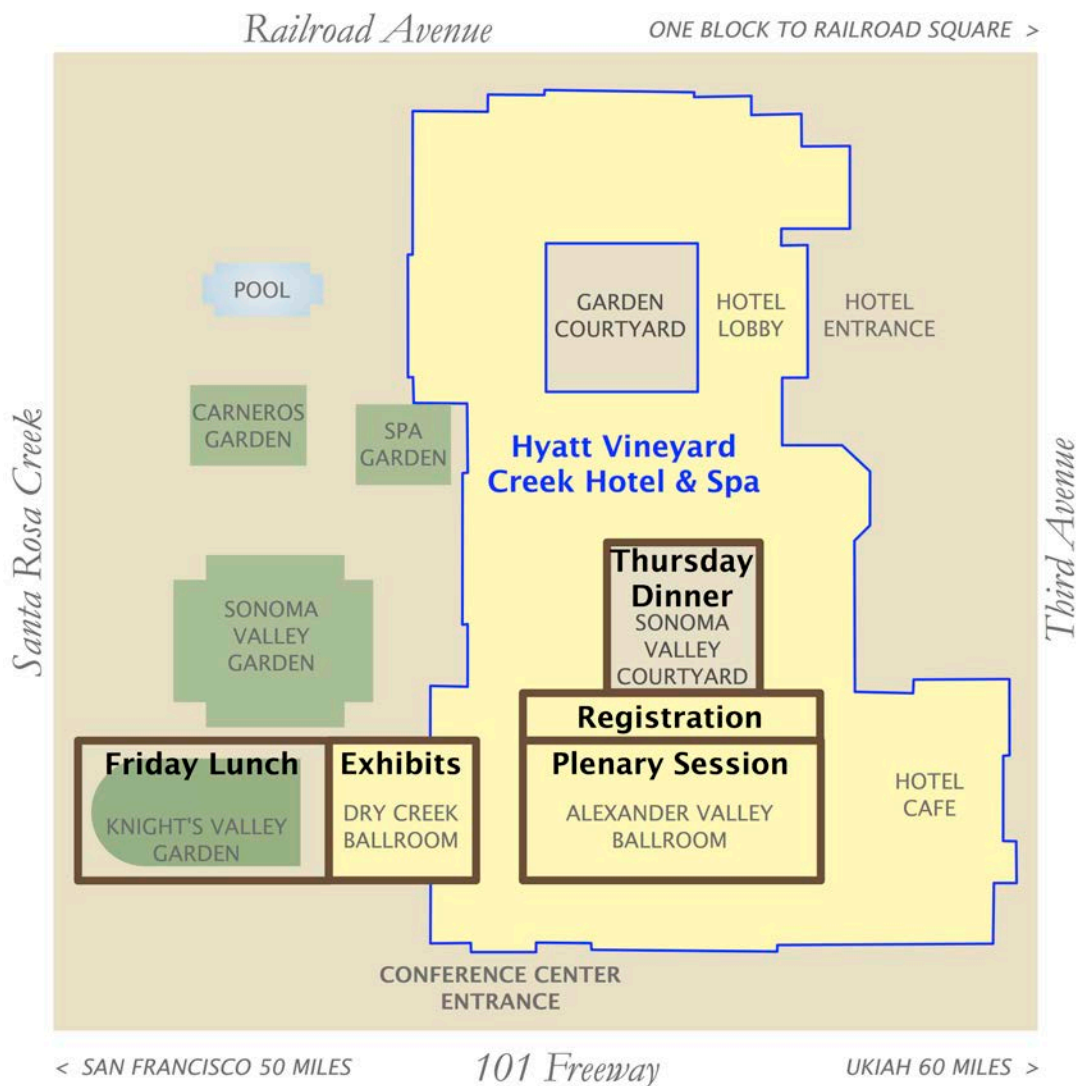 Railroad Avenue
ONE BLOCK TO RAILROAD SQUARE >
POOL
GARDEN
COURTYARD
HOTEL
LOBBY
HOTEL
ENTRANCE
CARNEROS
GARDEN
SPA
GARDEN
Hyatt Vineyard
Creek Hotel & Spa
Santa Rosa Creek
Third Avenue
Thursday
Dinner
SONOMA
VALLEY
COURTYARD
SONOMA
VALLEY
GARDEN
Registration
Friday Lunch
KNIGHT'S VALLEY
GARDEN
Exhibits
DRY CREEK
BALLROOM
Plenary Session
ALEXANDER VALLEY
BALLROOM
HOTEL
CAFE
CONFERENCE CENTER
ENTRANCE
< SAN FRANCISCO 50 MILES
101 Freeway
UKIAH 60 MILES >